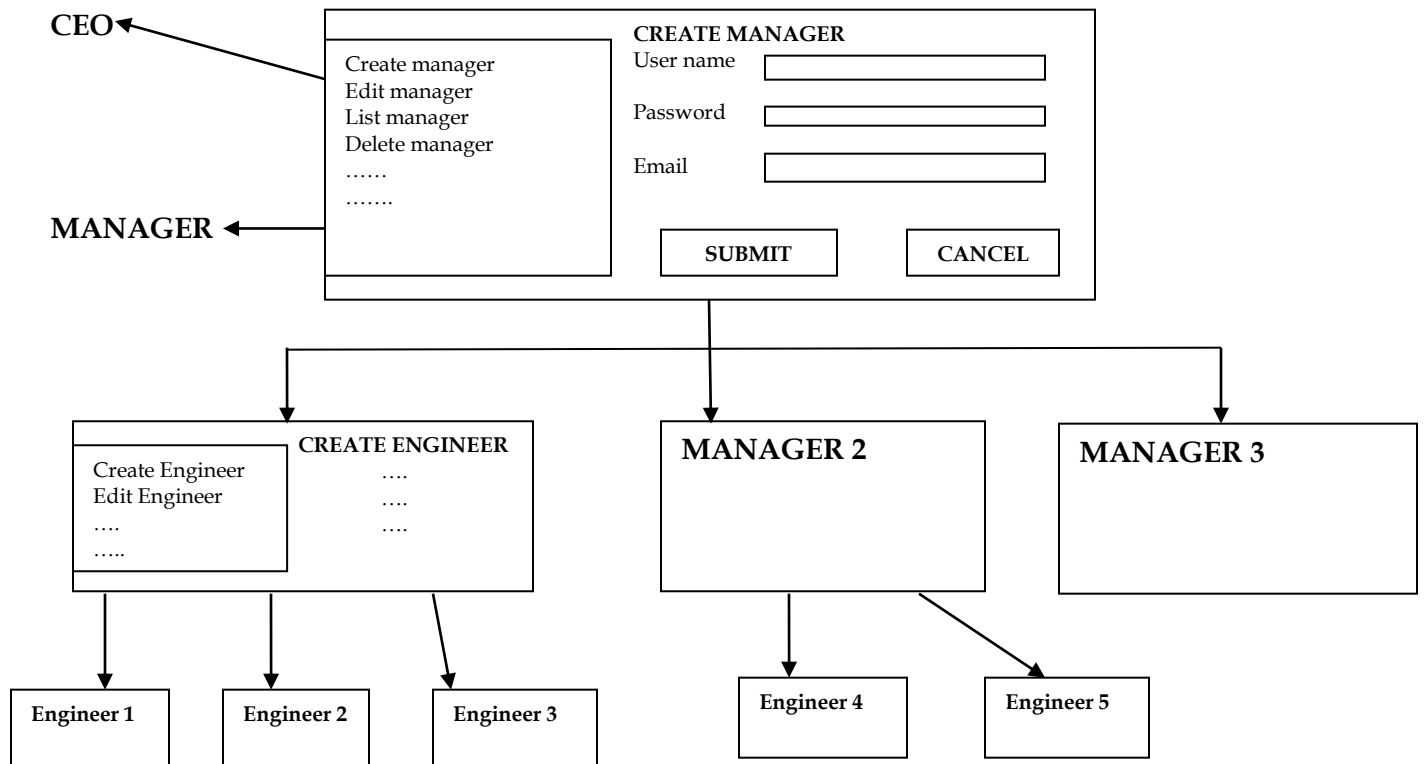 CEO
CREATE MANAGER
Create manager
Edit manager
List manager
Delete manager
……
…….
User name
Password
Email
MANAGER
SUBMIT
CANCEL
CREATE ENGINEER
Create Engineer
Edit Engineer
….
…..
….
….
….
MANAGER 2
MANAGER 3
Engineer 1
Engineer 2
Engineer 3
Engineer 4
Engineer 5